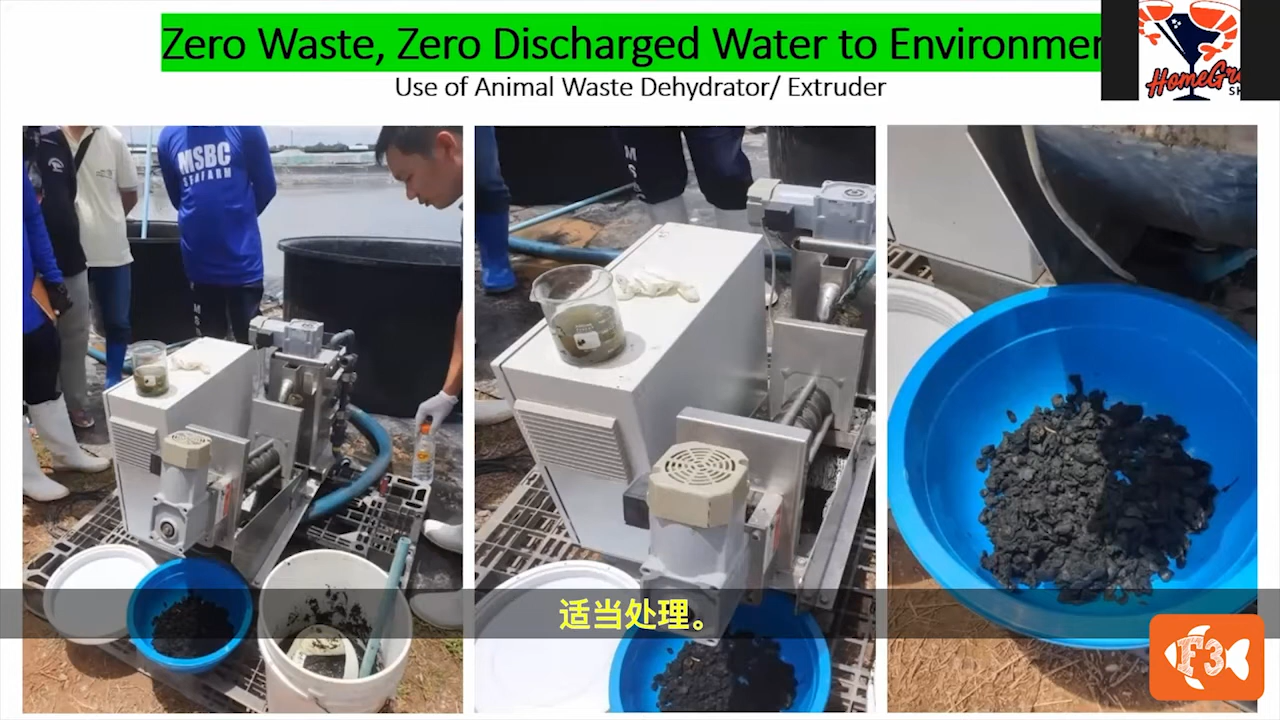 Zero Waste, Zero Discharged Water to Environmen
Use of Animal Waste Dehydrator/ Extruder
HomeGr
SH
MSBC
SEAFARM
适当处理。
F3